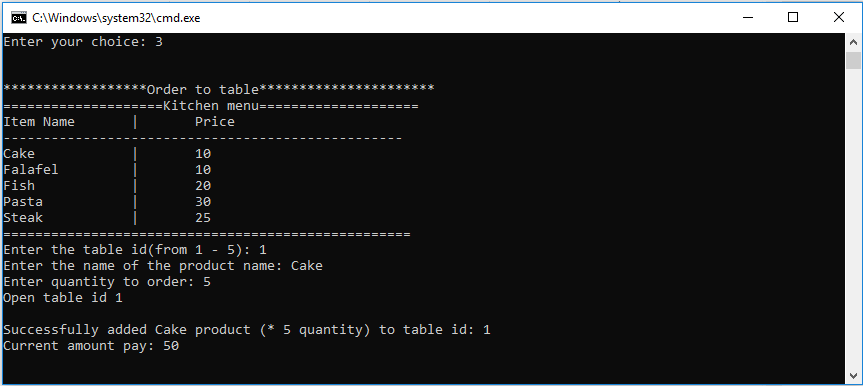 C:\Windows\system32\cmd.exe
Enter your choice: 3
******************Order to table**********************
====================Kitchen menu====================
Item Name | Price
--------------------------------------------------
Cake | 10
Falafel | 10
Fish | 20
Pasta | 30
Steak | 25
===================================================
Enter the table id(from 1 - 5): 1
Enter the name of the product name: Cake
Enter quantity to order: 5
Open table id 1
Successfully added Cake product (* 5 quantity) to table id: 1
Current amount pay: 50